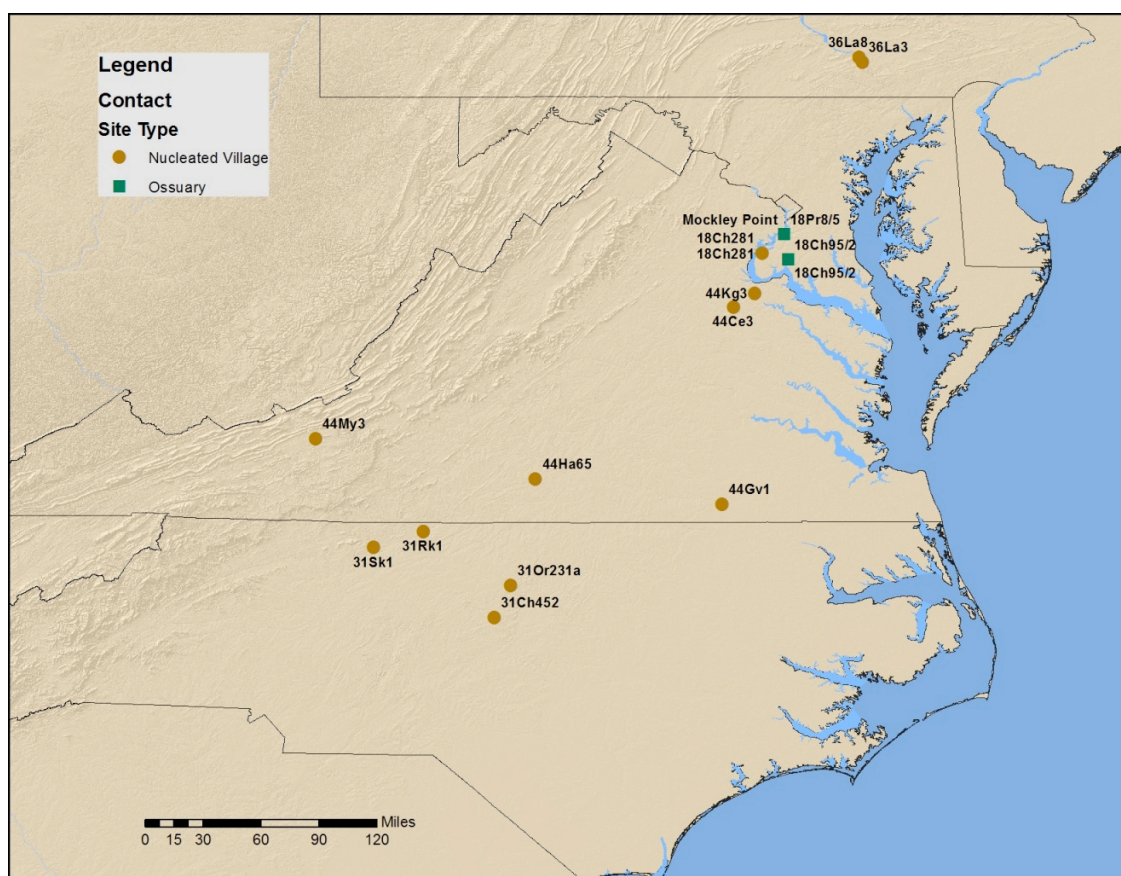 36La8
36La3
Legend
Contact
Site Type
Nucleated Village
Ossuary
Mockley Point
18Pr8/5
18Ch281
18Ch95/2
18Ch281
18Ch95/2
44Kg3
44Ce3
44My3
44Ha65
44Gv1
31Rk1
31Sk1
31Or231a
31Ch452
Miles
0 15 30 60 90 120